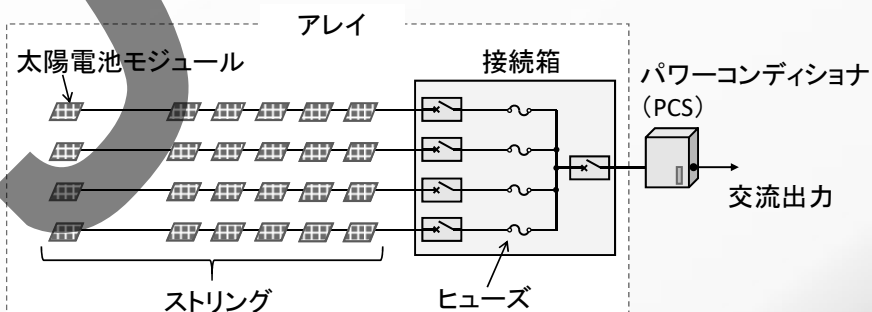 アレイ
太陽電池モジュール
接続箱
パワーコンディショナ
（PCS）
交流出力
ストリング
ヒューズ